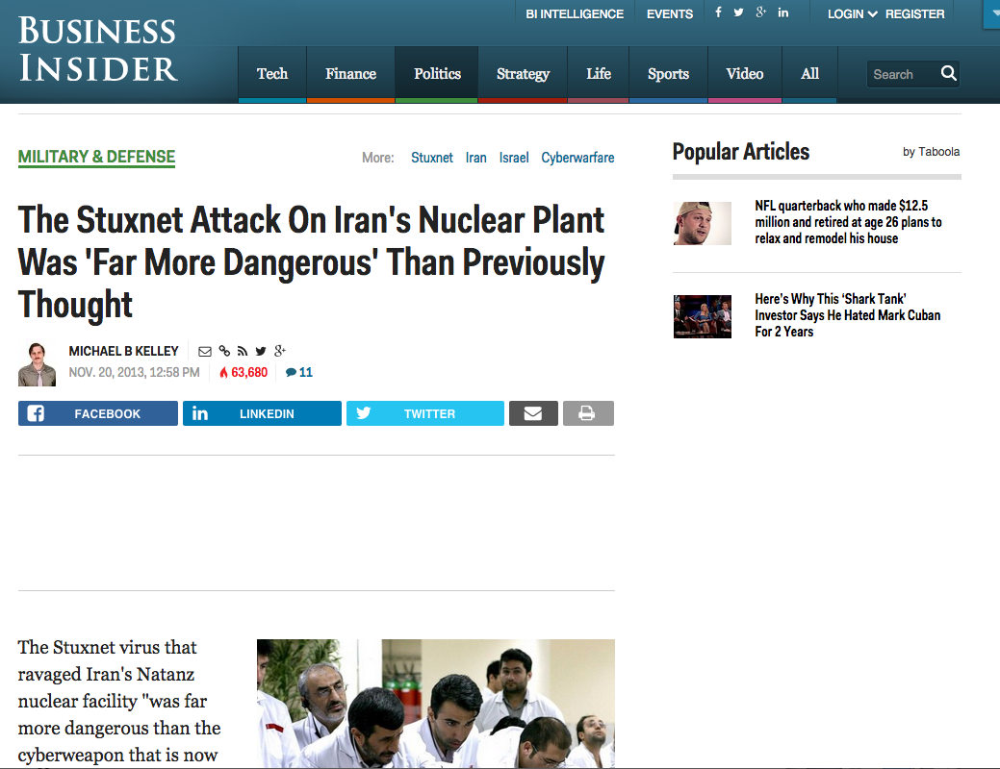 BUSINESS
INSIDER
BI INTELLIGENCE EVENTS LOGIN REGISTER
Tech Finance Politics Strategy Life Sports Video All Search
MILITARY & DEFENSE
More: Stuxnet Iran Israel Cyberwarfare
The Stuxnet Attack On Iran's Nuclear Plant
Was 'Far More Dangerous' Than Previously
Thought
MICHAEL B KELLEY
NOV. 20, 2013, 12:58 PM 63,680 11
FACEBOOK LINKEDIN TWITTER
The Stuxnet virus that
ravaged Iran's Natanz
nuclear facility "was far
more dangerous than the
cyberweapon that is now
Popular Articles by Taboola
NFL quarterback who made $12.5
million and retired at age 26 plans to
relax and remodel his house
Here's Why This ‘Shark Tank’
Investor Says He Hated Mark Cuban
For 2 Years